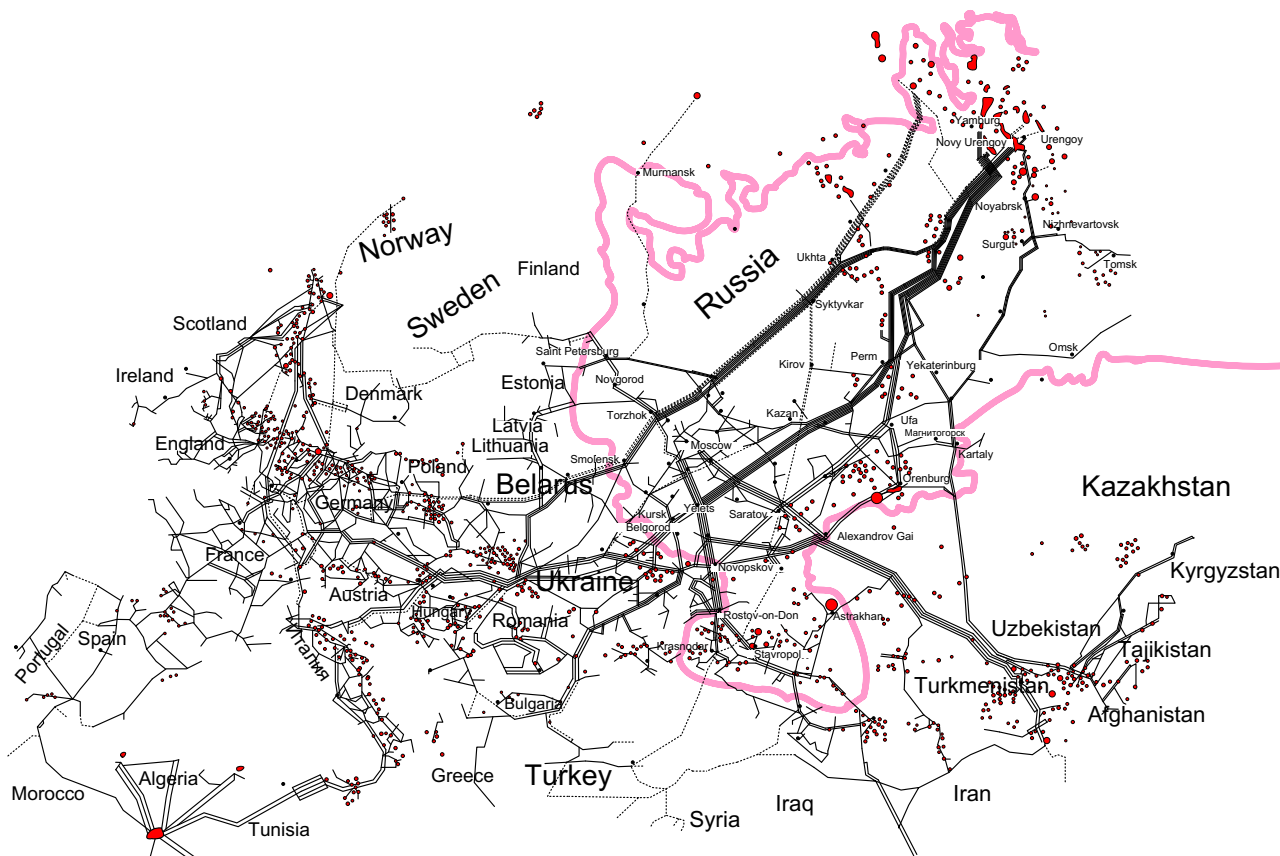 Yamburg
Novy Urengoy
Urengoy
Murmansk
Noyabrsk
Nizhnevartovsk
Norway
Surgut
Finland
Russia
Ukhta
Tomsk
Sweden
Syktyvkar
Scotland
Saint Petersburg
Omsk
Perm
Kirov
Yekaterinburg
Ireland
Estonia
Novgorod
Denmark
Torzhok
Kazan
Latvia
Ufa
Магнитогорск
England
Lithuania
Moscow
Kartaly
Smolensk
Poland
Belarus
Orenburg
Kazakhstan
Germany
Yelets
Kursk
Saratov
Belgorod
Alexandrov Gai
France
Novopskov
Kyrgyzstan
Ukraine
Austria
Hungary
Romania
Rostov-on-Don
Astrakhan
Uzbekistan
Spain
Portugal
Италия
Krasnodar
Stavropol
Tajikistan
Turkmenistan
Bulgaria
Afghanistan
Algeria
Greece
Turkey
Morocco
Iran
Iraq
Syria
Tunisia